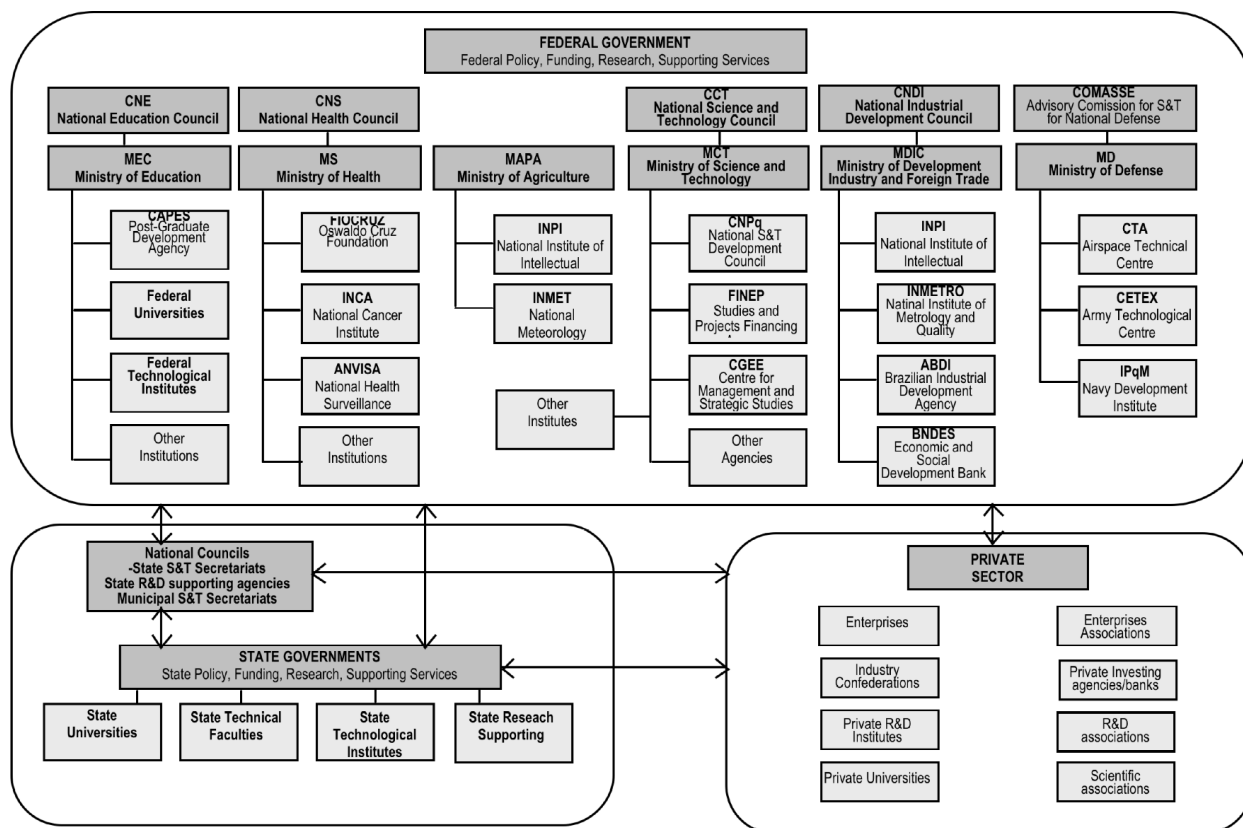 FEDERAL GOVERNMENT
Federal Policy, Funding, Research, Supporting Services
CNE
National Education Council
CNS
National Health Council
CCT
National Science and
Technology Council
CNDI
National Industrial
Development Council
COMASSE
Advisory Comission for S&T
for National Defense
MEC
Ministry of Education
MS
Ministry of Health
MAPA
Ministry of Agriculture
MCT
Ministry of Science and
Technology
MDIC
Ministry of Development
Industry and Foreign Trade
MD
Ministry of Defense
CAPES
Post-Graduate
Development
Agency
Federal
Universities
Federal
Technological
Institutes
Other
Institutions
FIOCRUZ
Oswaldo Cruz
Foundation
INCA
National Cancer
Institute
ANVISA
National Health
Surveillance
Other
Institutions
INPI
National Institute of
Intellectual
INMET
National
Meteorology
Other
Institutes
CNPq
National S&T
Development
Council
FINEP
Studies and
Projects Financing
CGEE
Centre for
Management and
Strategic Studies
Other
Agencies
INPI
National Institute of
Intellectual
INMETRO
Natinal Institute of
Metrology and
Quality
ABDI
Brazilian Industrial
Development
Agency
BNDES
Economic and
Social
Development Bank
CTA
Airspace Technical
Centre
CETEX
Army Technological
Centre
IPqM
Navy Development
Institute
National Councils
-State S&T Secretariats
State R&D supporting agencies
Municipal S&T Secretariats
STATE GOVERNMENTS
State Policy, Funding, Research, Supporting Services
State
Universities
State Technical
Faculties
State
Technological
Institutes
State Reseach
Supporting
PRIVATE
SECTOR
Enterprises
Industry
Confederations
Private R&D
Institutes
Private Universities
Enterprises
Associations
Private Investing
agencies/banks
R&D
associations
Scientific
associations